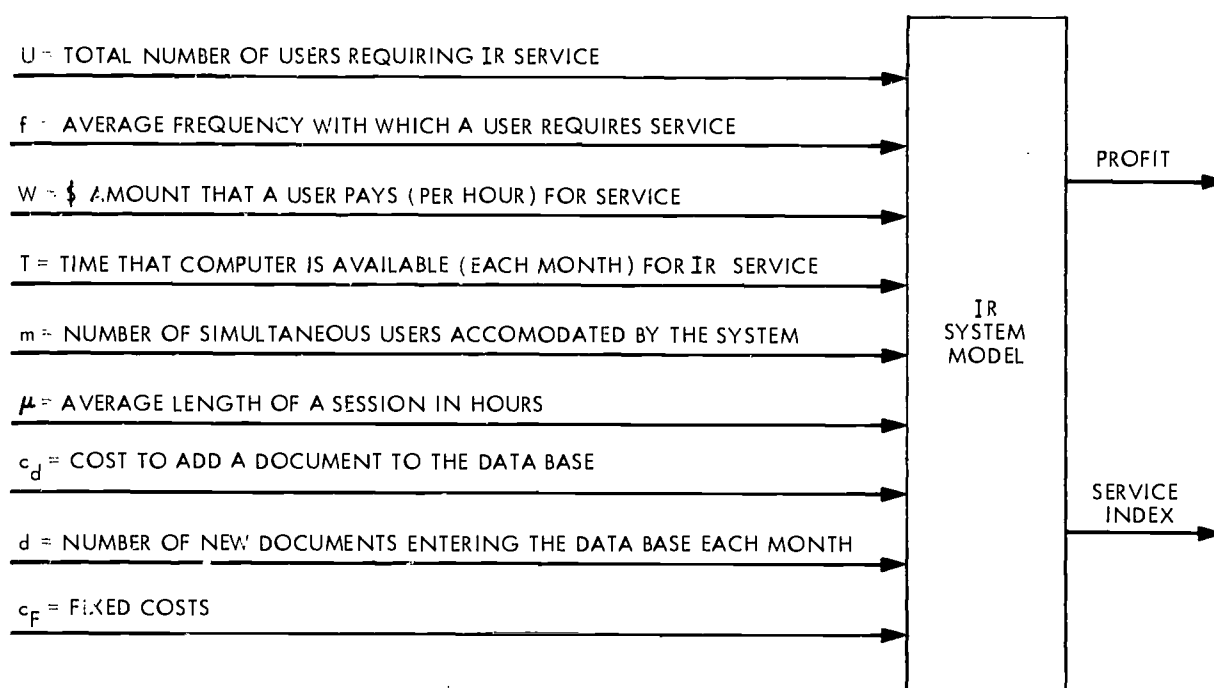 U = TOTAL NUMBER OF USERS REQUIRING IR SERVICE
f = AVERAGE FREQUENCY WITH WHICH A USER REQUIRES SERVICE
W = $ AMOUNT THAT A USER PAYS (PER HOUR) FOR SERVICE
T = TIME THAT COMPUTER IS AVAILABLE (EACH MONTH) FOR IR SERVICE
m = NUMBER OF SIMULTANEOUS USERS ACCOMODATED BY THE SYSTEM
μ = AVERAGE LENGTH OF A SESSION IN HOURS
c_d = COST TO ADD A DOCUMENT TO THE DATA BASE
d = NUMBER OF NEW DOCUMENTS ENTERING THE DATA BASE EACH MONTH
c_F = FIXED COSTS
IR
SYSTEM
MODEL
PROFIT
SERVICE
INDEX